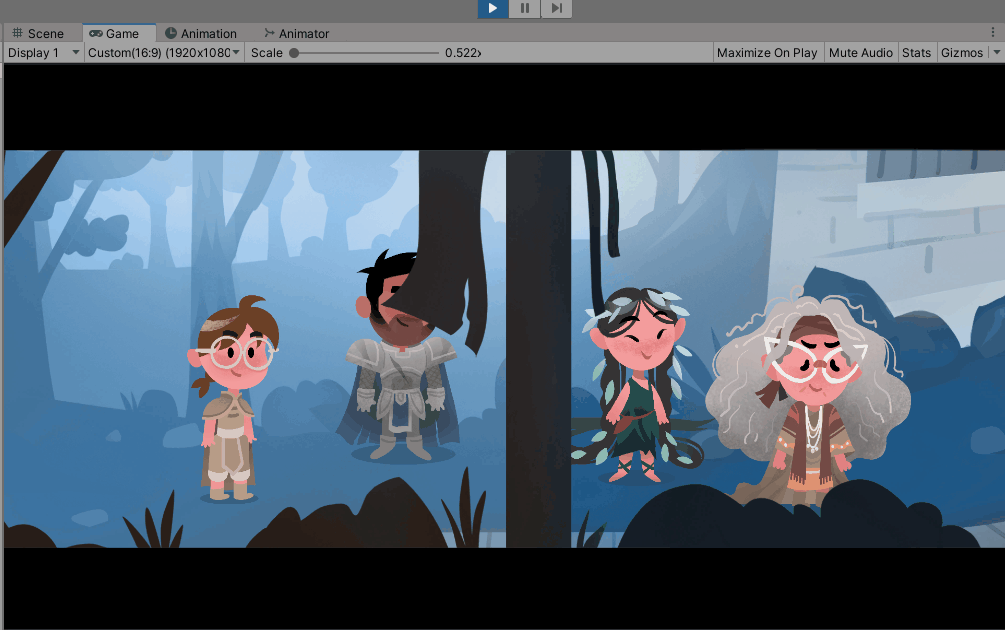 Scene Game Animation Animator
Display 1 Custom(16:9) (1920x1080 Scale 0.522x Maximize On Play Mute Audio Stats Gizmos